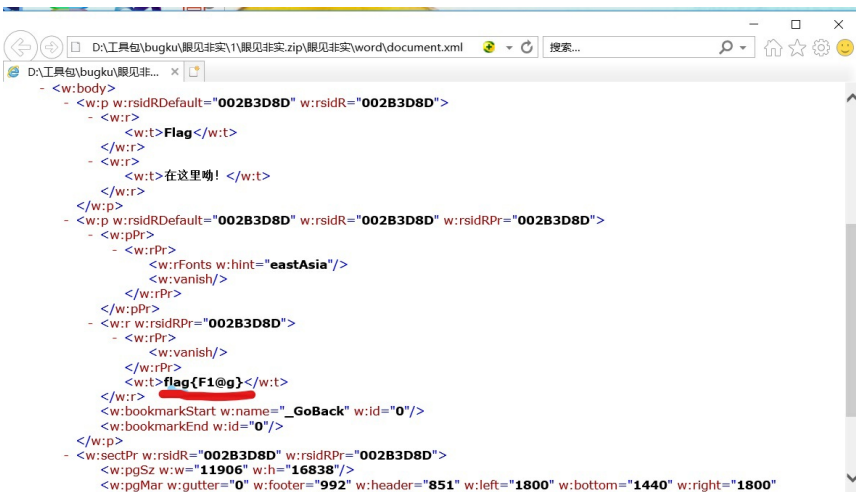 D:\工具包\bugku\眼见非实\1\眼见非实.zip\眼见非实\word\document.xml 搜索...
D:\工具包\bugku\眼见非...
- <w:body>
- <w:p w:rsidRDefault="002B3D8D" w:rsidR="002B3D8D">
- <w:r>
<w:t>Flag</w:t>
</w:r>
- <w:r>
<w:t>在这里呦！</w:t>
</w:r>
</w:p>
- <w:p w:rsidRDefault="002B3D8D" w:rsidR="002B3D8D" w:rsidRPr="002B3D8D">
- <w:pPr>
- <w:rPr>
<w:rFonts w:hint="eastAsia"/>
<w:vanish/>
</w:rPr>
</w:pPr>
- <w:r w:rsidRPr="002B3D8D">
- <w:rPr>
<w:vanish/>
</w:rPr>
<w:t>flag{F1@g}</w:t>
</w:r>
<w:bookmarkStart w:name="_GoBack" w:id="0"/>
<w:bookmarkEnd w:id="0"/>
</w:p>
- <w:sectPr w:rsidR="002B3D8D" w:rsidRPr="002B3D8D">
<w:pgSz w:w="11906" w:h="16838"/>
<w:pgMar w:gutter="0" w:footer="992" w:header="851" w:left="1800" w:bottom="1440" w:right="1800"